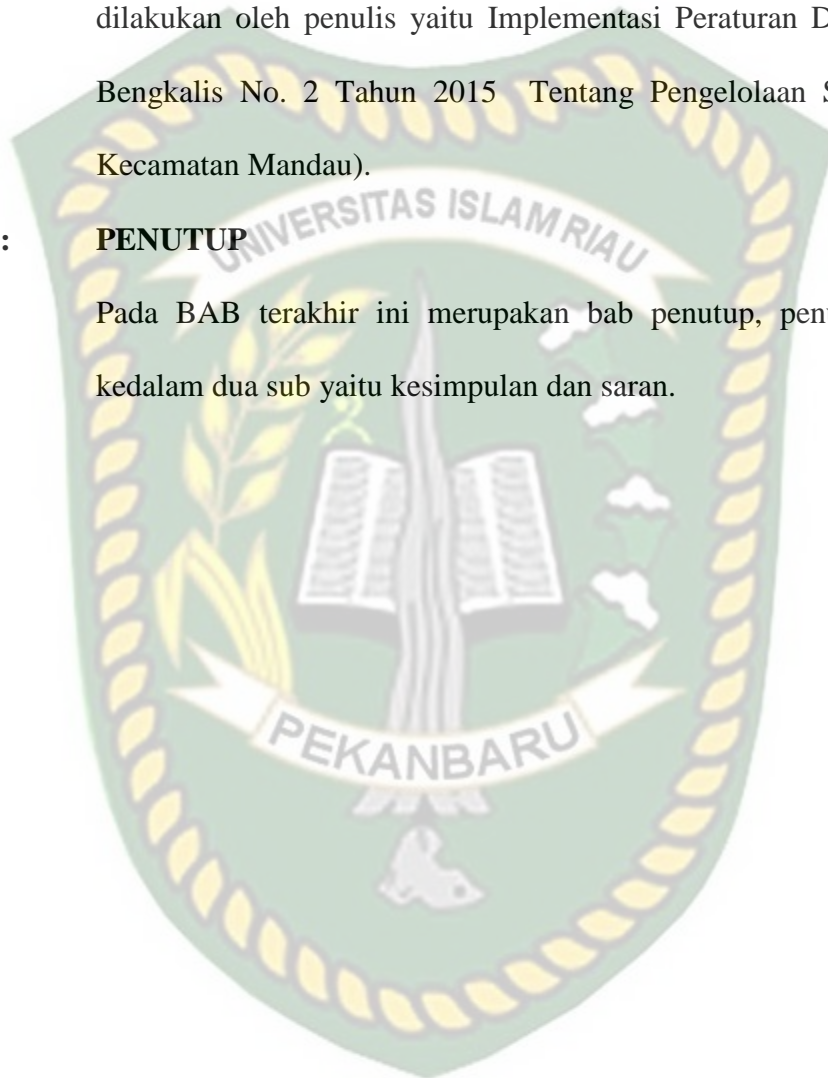 dilakukan oleh penulis yaitu Implementasi Peraturan D
Bengkalis No. 2 Tahun 2015 Tentang Pengelolaan S
Kecamatan Mandau).
UNIVERSITAS ISLAM RIAU
: PENUTUP
Pada BAB terakhir ini merupakan bab penutup, penu
kedalam dua sub yaitu kesimpulan dan saran.
PEKANBARU